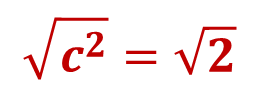 √c² = √2